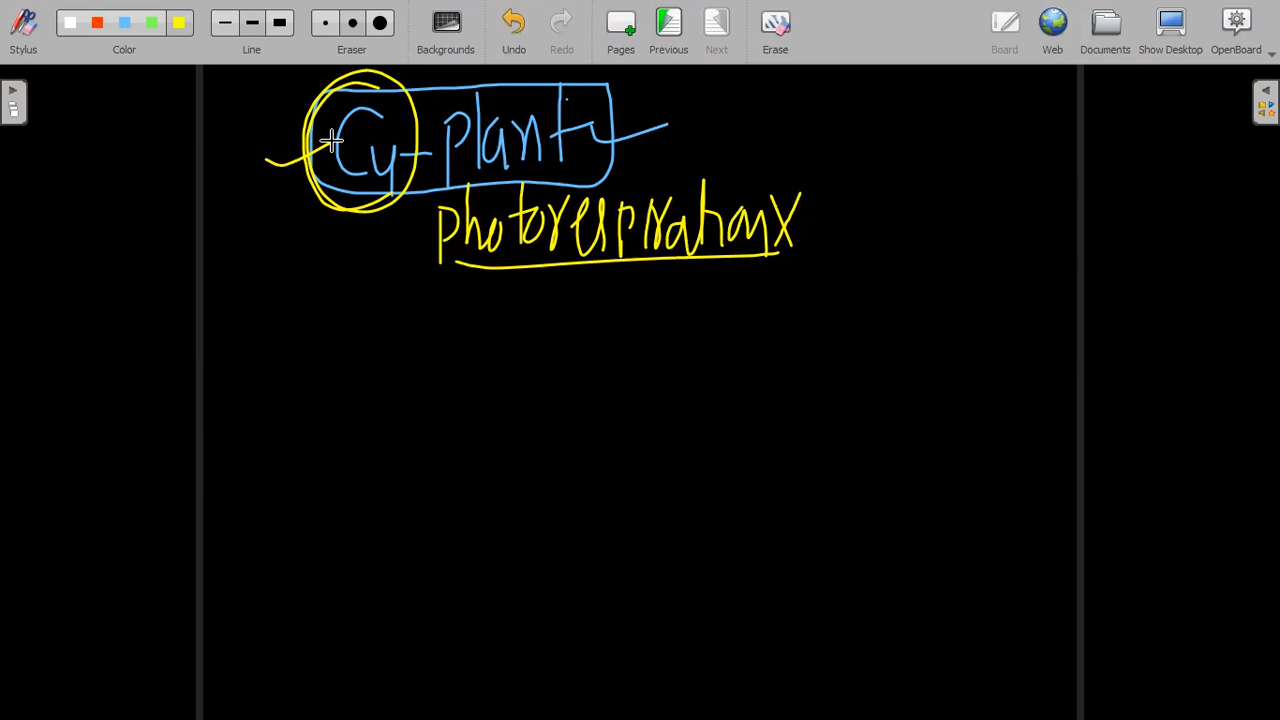 Stylus Color Line Eraser Backgrounds Undo Redo Pages Previous Next Erase Board Web Documents Show Desktop OpenBoard
C4-plants
photorespiration X